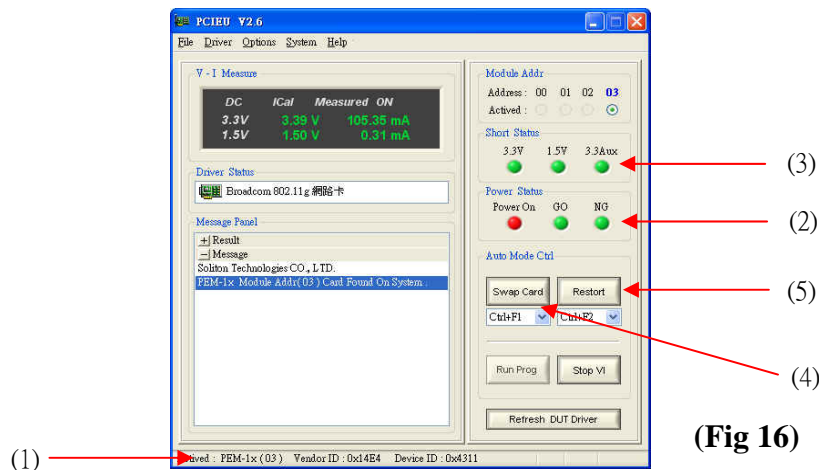 PCIEU V2.6
File Driver Options System Help
V - I Measure
DC ICal Measured ON
3.3V 3.39 V 105.35 mA
1.5V 1.50 V 0.31 mA
Driver Status
Broadcom 802.11g 網路卡
Message Panel
+ Result
- Message
Soliton Technologies CO., LTD.
PEM-1x Module Addr( 03 ) Card Found On System .
Module Addr
Address : 00 01 02 03
Actived :
Short Status
3.3V 1.5V 3.3Aux
(3)
Power Status
Power On GO NG
(2)
Auto Mode Ctrl
Swap Card Restort
(5)
Ctrl+F1 Ctrl+F2
(4)
Run Prog Stop VI
Refresh DUT Driver
(Fig 16)
(1)
ived : PEM-1x ( 03 ) Vendor ID : 0x14E4 Device ID : 0x4311